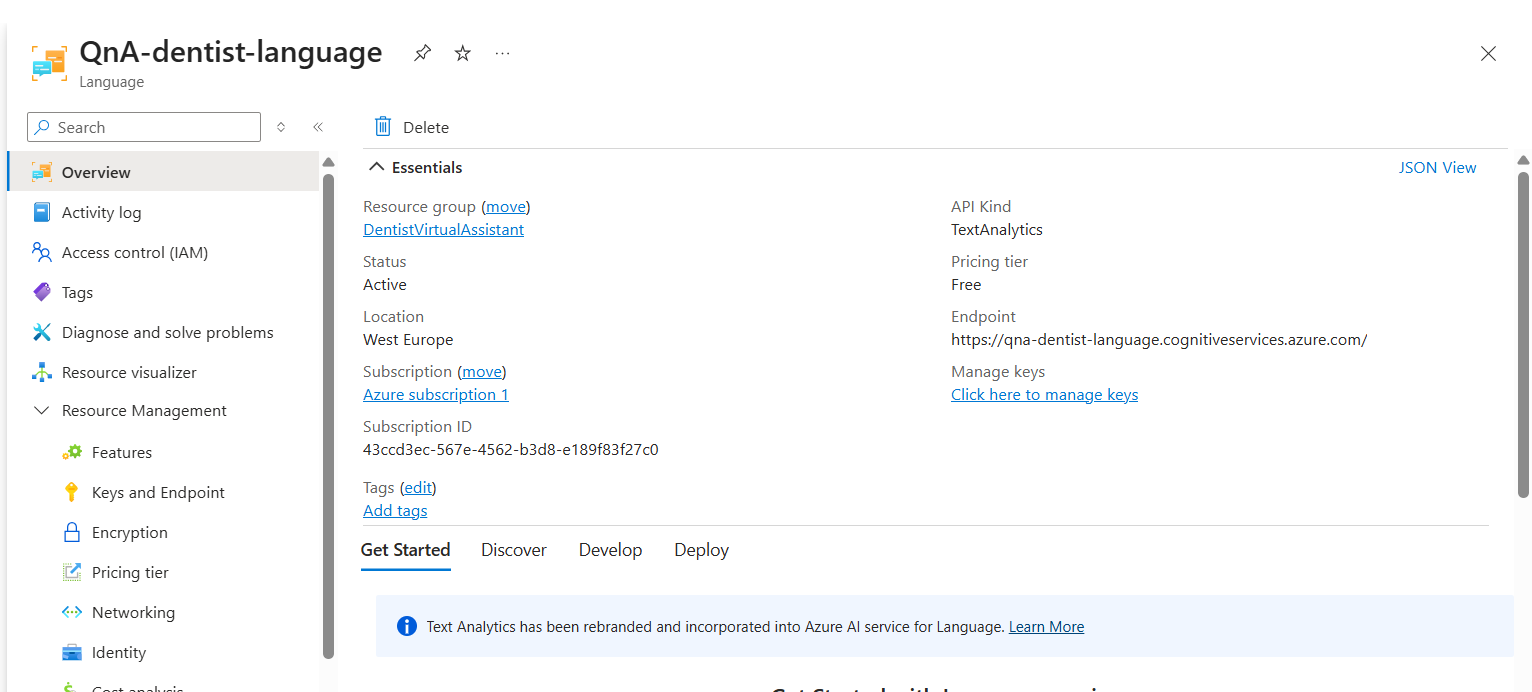 QnA-dentist-language
Language
Search
Overview
Activity log
Access control (IAM)
Tags
Diagnose and solve problems
Resource visualizer
Resource Management
Features
Keys and Endpoint
Encryption
Pricing tier
Networking
Identity
Cost analysis
Delete
Essentials
JSON View
Resource group (move)
DentistVirtualAssistant
Status
Active
Location
West Europe
Subscription (move)
Azure subscription 1
Subscription ID
43ccd3ec-567e-4562-b3d8-e189f83f27c0
Tags (edit)
Add tags
API Kind
TextAnalytics
Pricing tier
Free
Endpoint
https://qna-dentist-language.cognitiveservices.azure.com/
Manage keys
Click here to manage keys
Get Started Discover Develop Deploy
Text Analytics has been rebranded and incorporated into Azure AI service for Language. Learn More
Get Started with